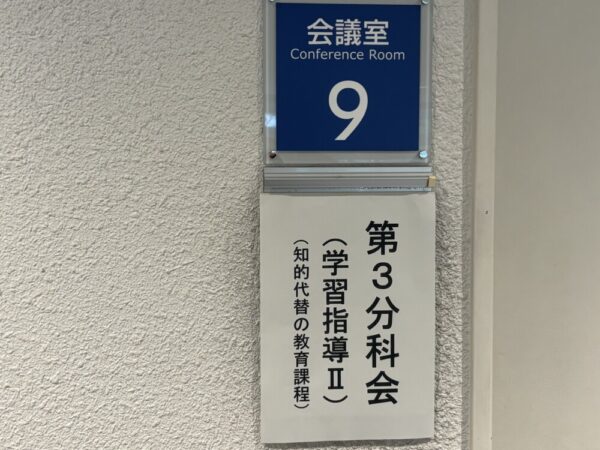 会議室
Conference Room
9
第3分科会
（学習指導Ⅱ）
（知的代替の教育課程）